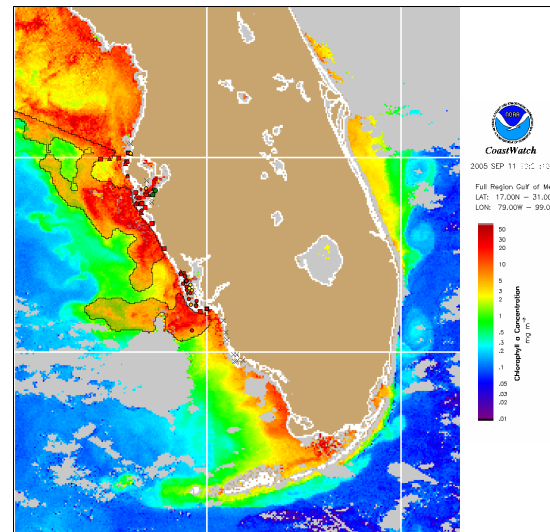 NOAA
CoastWatch
2005 SEP 11
Full Region Gulf of Me
LAT: 17.00N – 31.00
LON: 79.00W – 99.0
50
30
20
10
5
3
2
1
.5
.3
.2
.1
.05
.03
.02
.01
Chlorophyll a Concentration
mg m⁻³